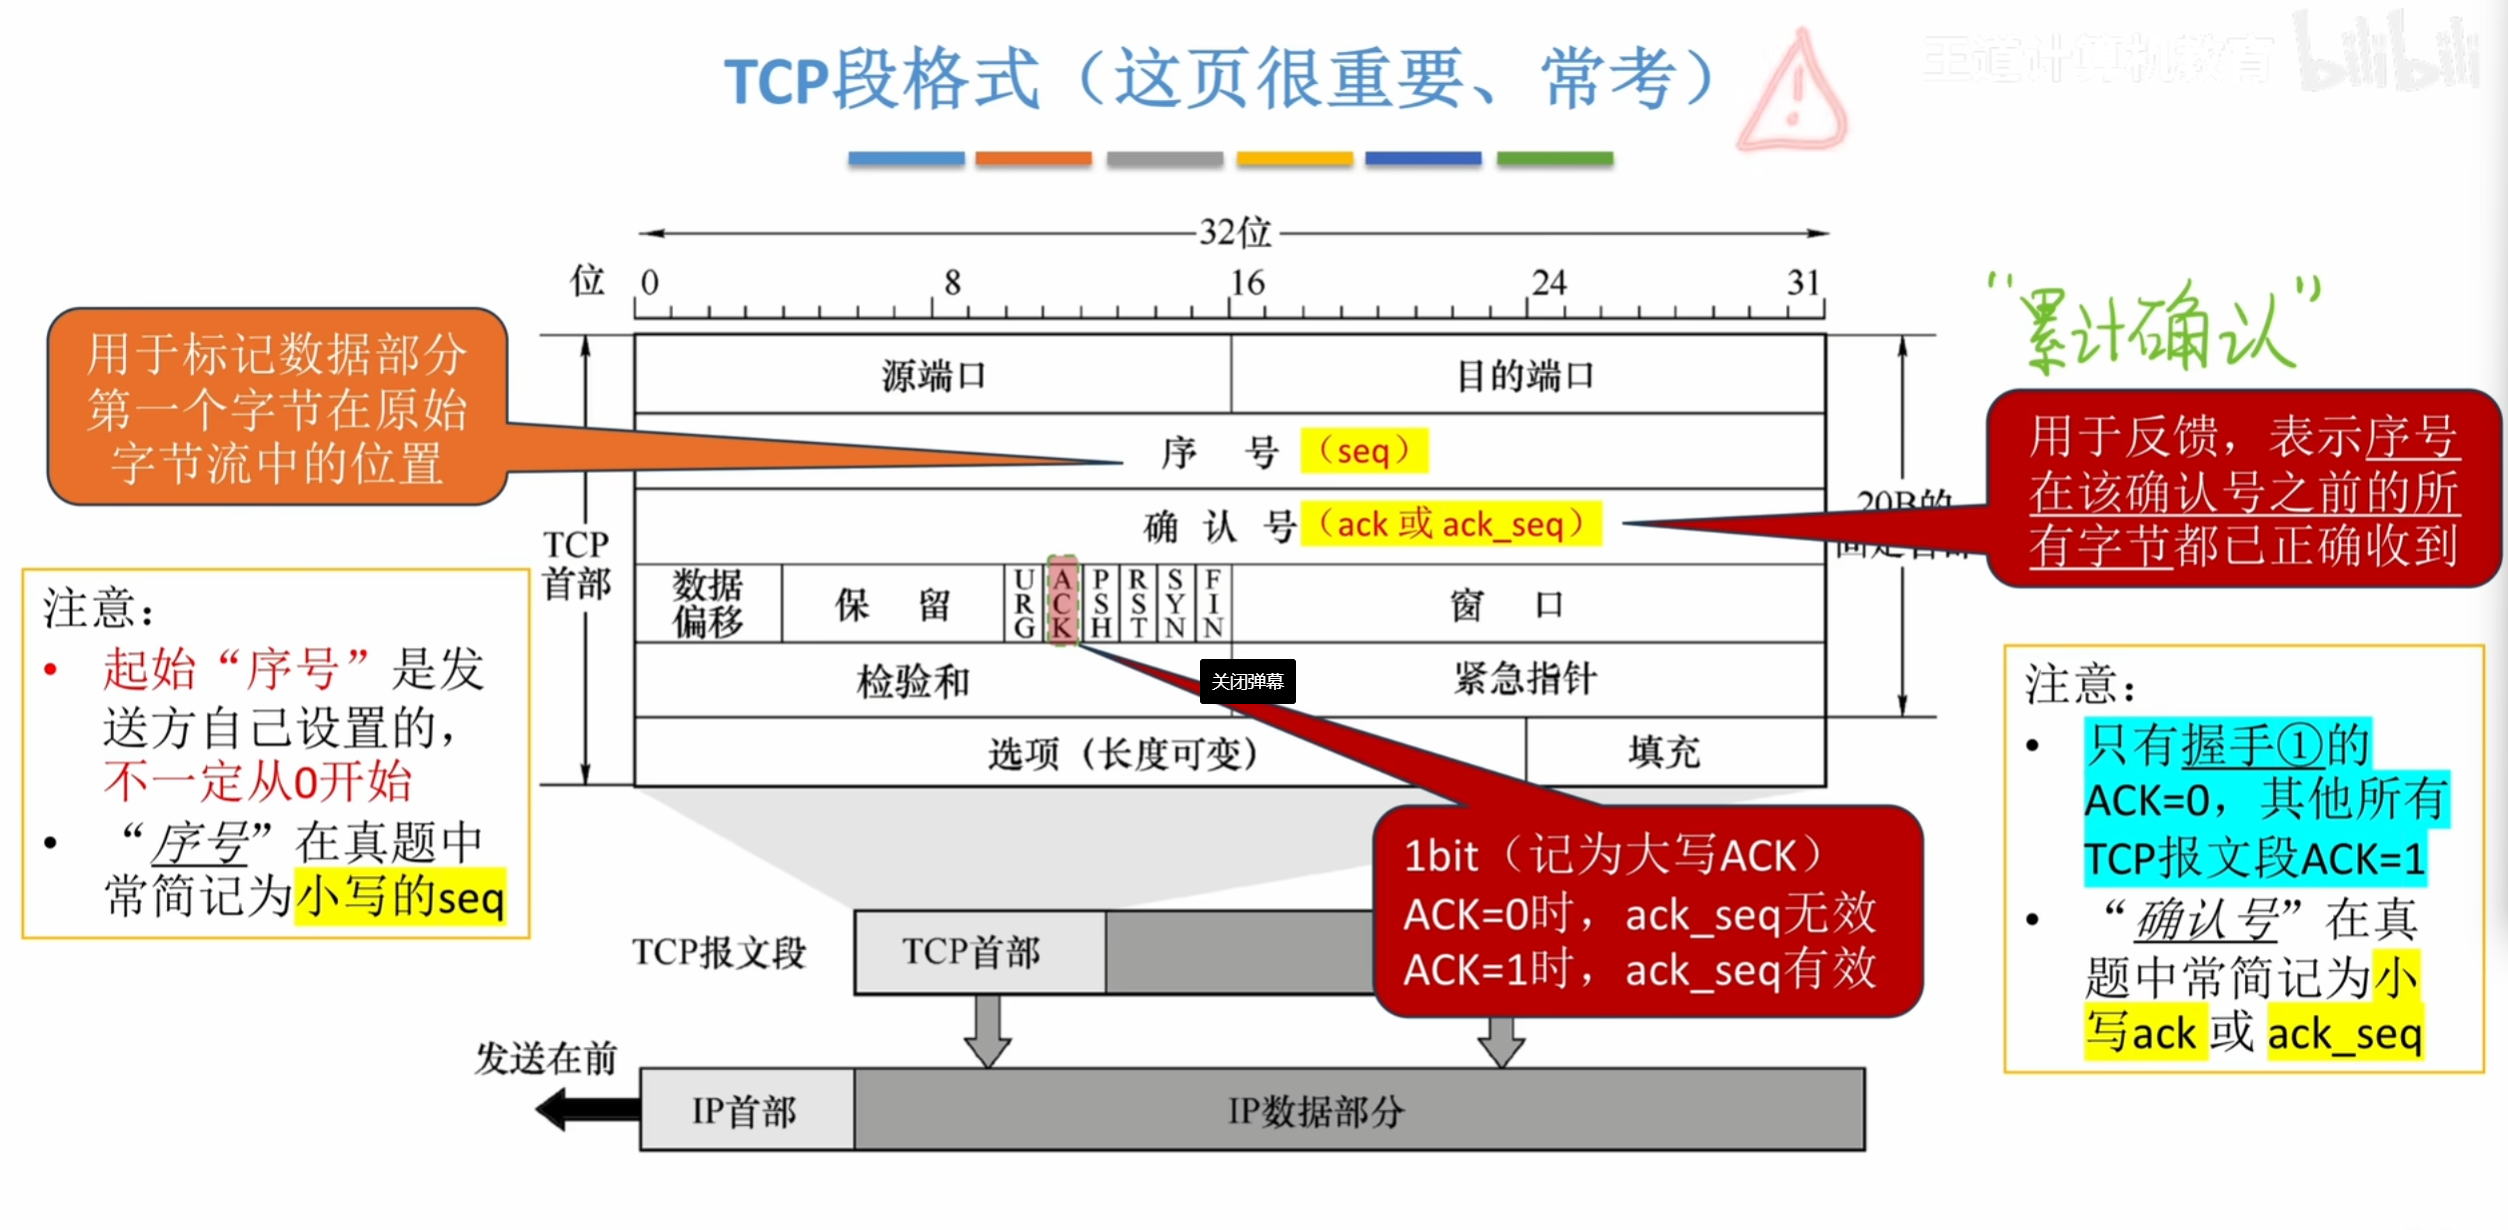 TCP段格式（这页很重要、常考）
王道计算机教育
bilibili
32位
位 0 8 16 24 31
“累计确认”
用于标记数据部分
第一个字节在原始
字节流中的位置
源端口 目的端口
序 号 （seq）
确 认 号 （ack 或 ack_seq）
用于反馈，表示序号
在该确认号之前的所
有字节都已正确收到
20B的
TCP
首部
数据
偏移
保 留
URG
ACK
PSH
RST
SYN
FIN
窗 口
检验和 紧急指针
关闭弹幕
选项（长度可变） 填充
注意：
• 起始“序号”是发
送方自己设置的，
不一定从0开始
• “序号”在真题中
常简记为小写的seq
注意：
• 只有握手①的
ACK=0，其他所有
TCP报文段ACK=1
• “确认号”在真
题中常简记为小
写ack 或 ack_seq
1bit（记为大写ACK）
ACK=0时，ack_seq无效
ACK=1时，ack_seq有效
TCP报文段 TCP首部
发送在前
IP首部 IP数据部分